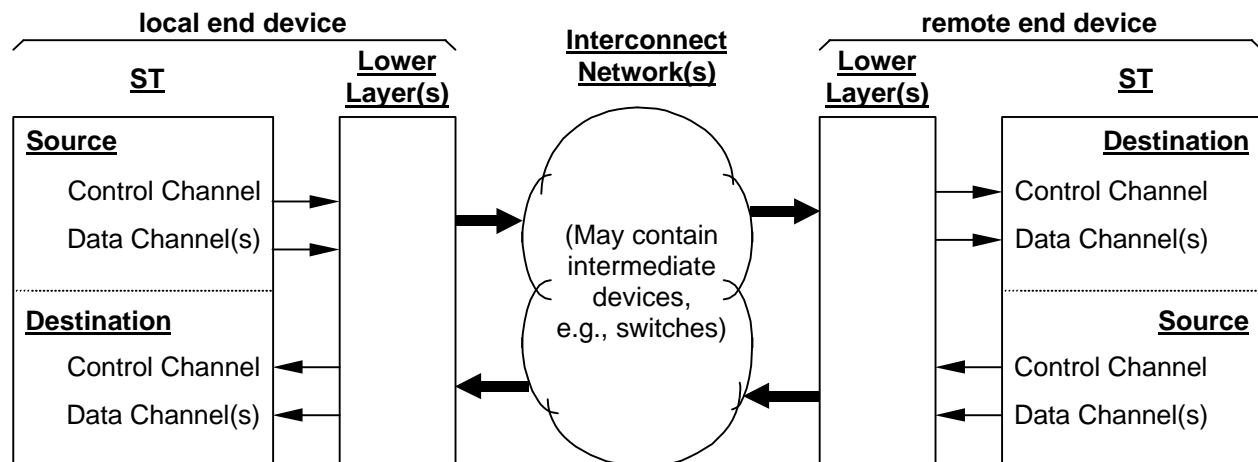 local end device
remote end device
ST
Lower
Layer(s)
Interconnect
Network(s)
Lower
Layer(s)
ST
Source
Control Channel
Data Channel(s)
Destination
Control Channel
Data Channel(s)
(May contain
intermediate
devices,
e.g., switches)
Destination
Control Channel
Data Channel(s)
Source
Control Channel
Data Channel(s)